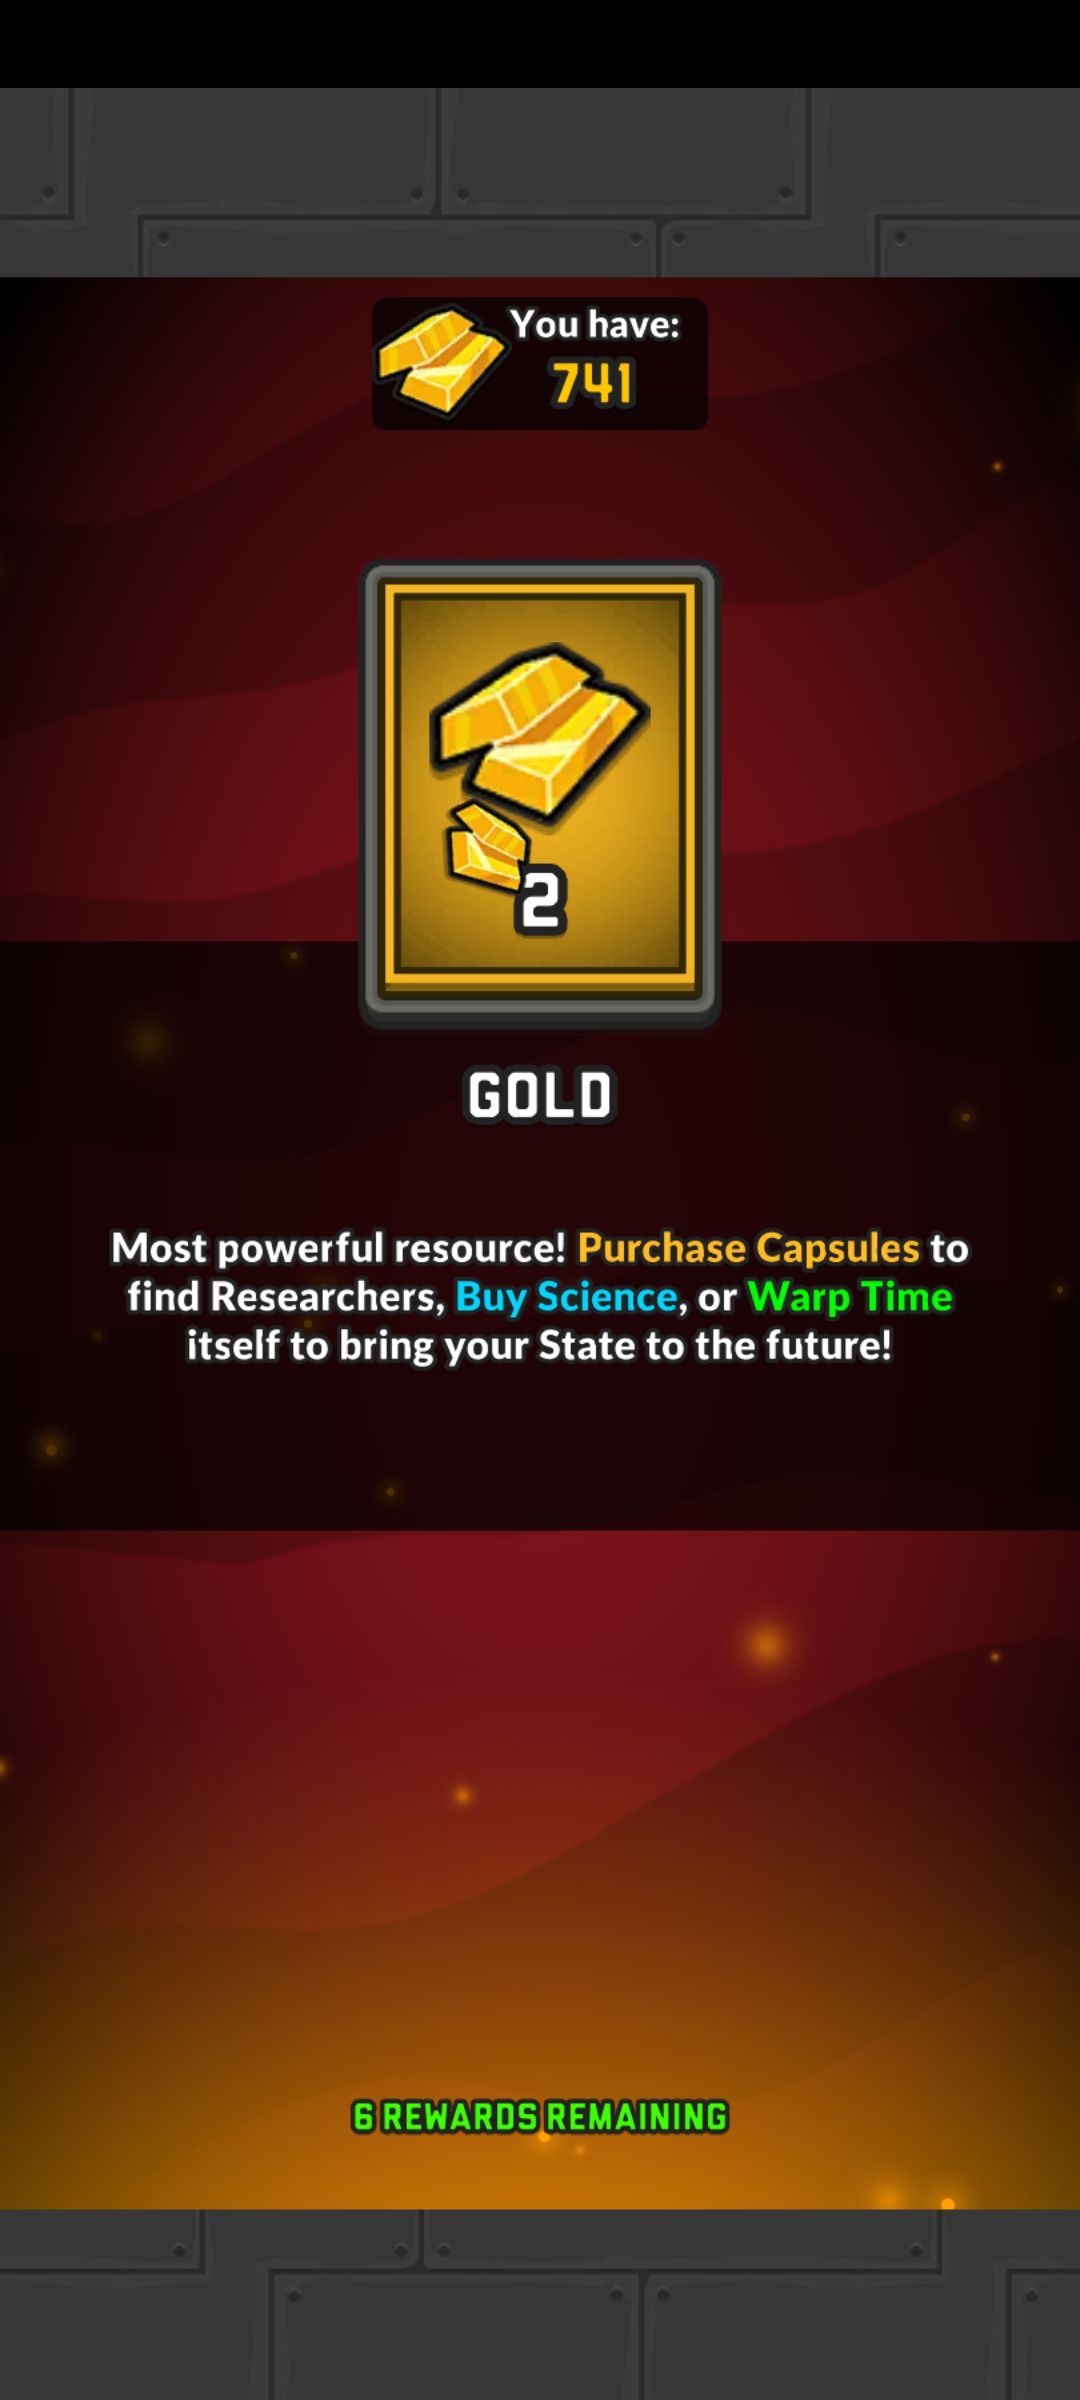 You have:
741
2
GOLD
Most powerful resource! Purchase Capsules to
find Researchers, Buy Science, or Warp Time
itself to bring your State to the future!
6 REWARDS REMAINING